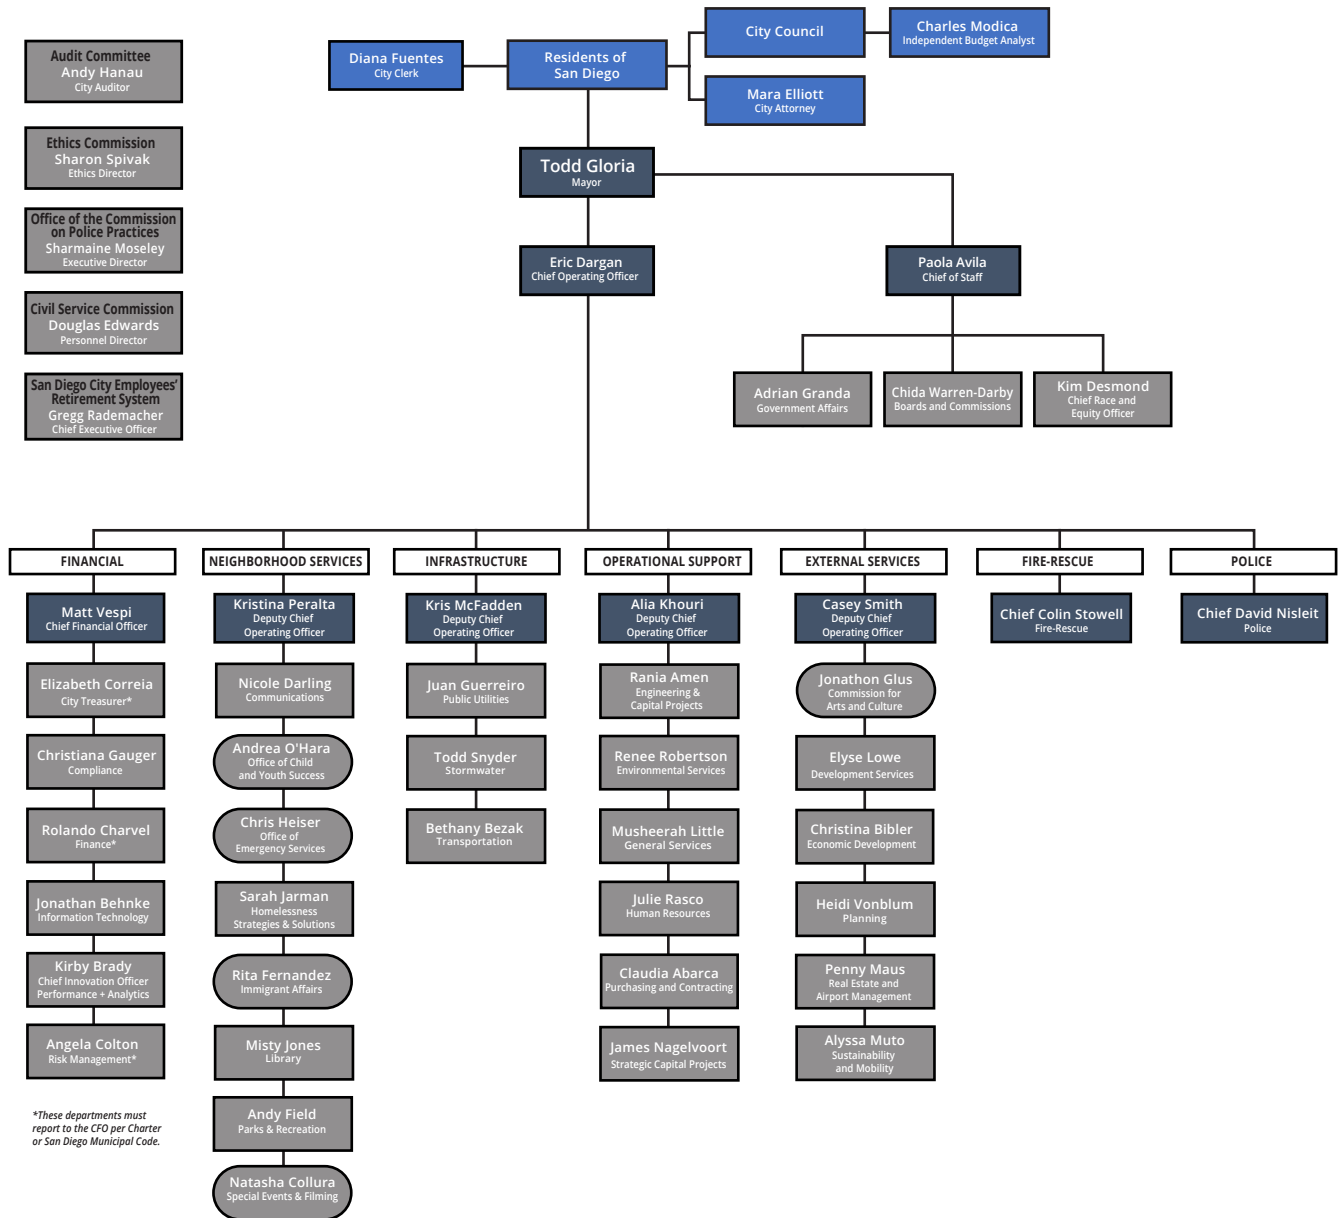 Audit Committee
Andy Hanau
City Auditor
Ethics Commission
Sharon Spivak
Ethics Director
Office of the Commission
on Police Practices
Sharmaine Moseley
Executive Director
Civil Service Commission
Douglas Edwards
Personnel Director
San Diego City Employees'
Retirement System
Gregg Rademacher
Chief Executive Officer
Diana Fuentes
City Clerk
Residents of
San Diego
City Council
Charles Modica
Independent Budget Analyst
Mara Elliott
City Attorney
Todd Gloria
Mayor
Eric Dargan
Chief Operating Officer
Paola Avila
Chief of Staff
Adrian Granda
Government Affairs
Chida Warren-Darby
Boards and Commissions
Kim Desmond
Chief Race and
Equity Officer
FINANCIAL
Matt Vespi
Chief Financial Officer
Elizabeth Correia
City Treasurer*
Christiana Gauger
Compliance
Rolando Charvel
Finance*
Jonathan Behnke
Information Technology
Kirby Brady
Chief Innovation Officer
Performance + Analytics
Angela Colton
Risk Management*
*These departments must
report to the CFO per Charter
or San Diego Municipal Code.
NEIGHBORHOOD SERVICES
Kristina Peralta
Deputy Chief
Operating Officer
Nicole Darling
Communications
Andrea O'Hara
Office of Child
and Youth Success
Chris Heiser
Office of
Emergency Services
Sarah Jarman
Homelessness
Strategies & Solutions
Rita Fernandez
Immigrant Affairs
Misty Jones
Library
Andy Field
Parks & Recreation
Natasha Collura
Special Events & Filming
INFRASTRUCTURE
Kris McFadden
Deputy Chief
Operating Officer
Juan Guerreiro
Public Utilities
Todd Snyder
Stormwater
Bethany Bezak
Transportation
OPERATIONAL SUPPORT
Alia Khouri
Deputy Chief
Operating Officer
Rania Amen
Engineering &
Capital Projects
Renee Robertson
Environmental Services
Musheerah Little
General Services
Julie Rasco
Human Resources
Claudia Abarca
Purchasing and Contracting
James Nagelvoort
Strategic Capital Projects
EXTERNAL SERVICES
Casey Smith
Deputy Chief
Operating Officer
Jonathon Glus
Commission for
Arts and Culture
Elyse Lowe
Development Services
Christina Bibler
Economic Development
Heidi Vonblum
Planning
Penny Maus
Real Estate and
Airport Management
Alyssa Muto
Sustainability
and Mobility
FIRE-RESCUE
Chief Colin Stowell
Fire-Rescue
POLICE
Chief David Nisleit
Police